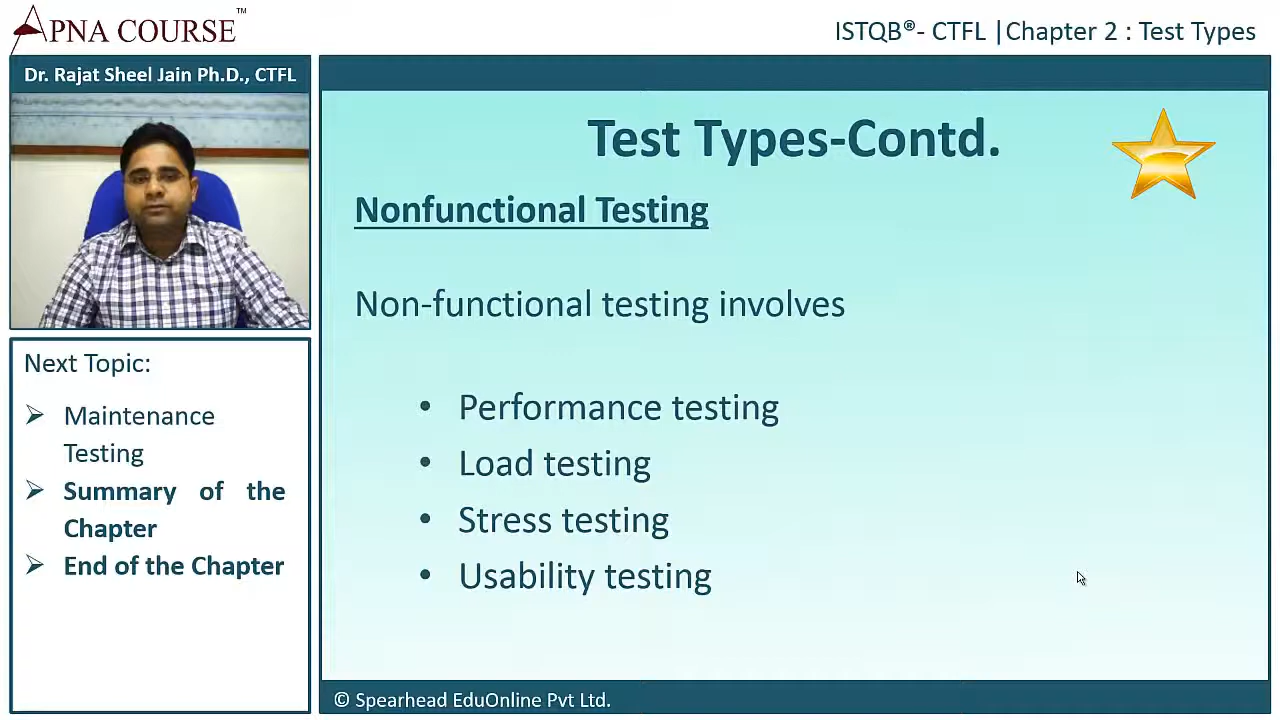 APNA COURSE™
ISTQB®- CTFL |Chapter 2 : Test Types
Dr. Rajat Sheel Jain Ph.D., CTFL
Next Topic:
➢ Maintenance
Testing
➢ Summary of the
Chapter
➢ End of the Chapter
Test Types-Contd.
Nonfunctional Testing
Non-functional testing involves
• Performance testing
• Load testing
• Stress testing
• Usability testing
© Spearhead EduOnline Pvt Ltd.